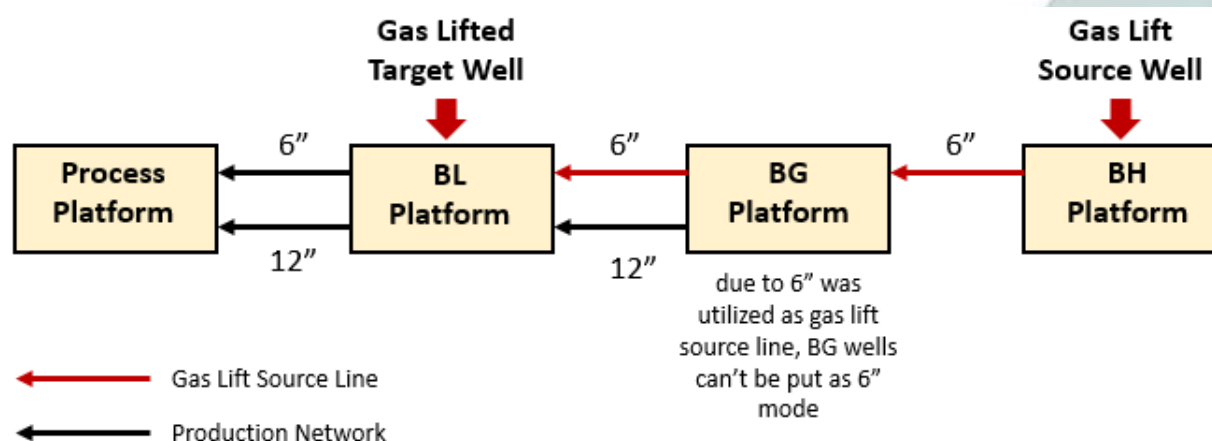 Gas Lifted
Target Well
Gas Lift
Source Well
6”
6”
6”
Process
Platform
BL
Platform
BG
Platform
BH
Platform
12”
12”
due to 6” was
utilized as gas lift
source line, BG wells
can’t be put as 6”
mode
Gas Lift Source Line
Production Network